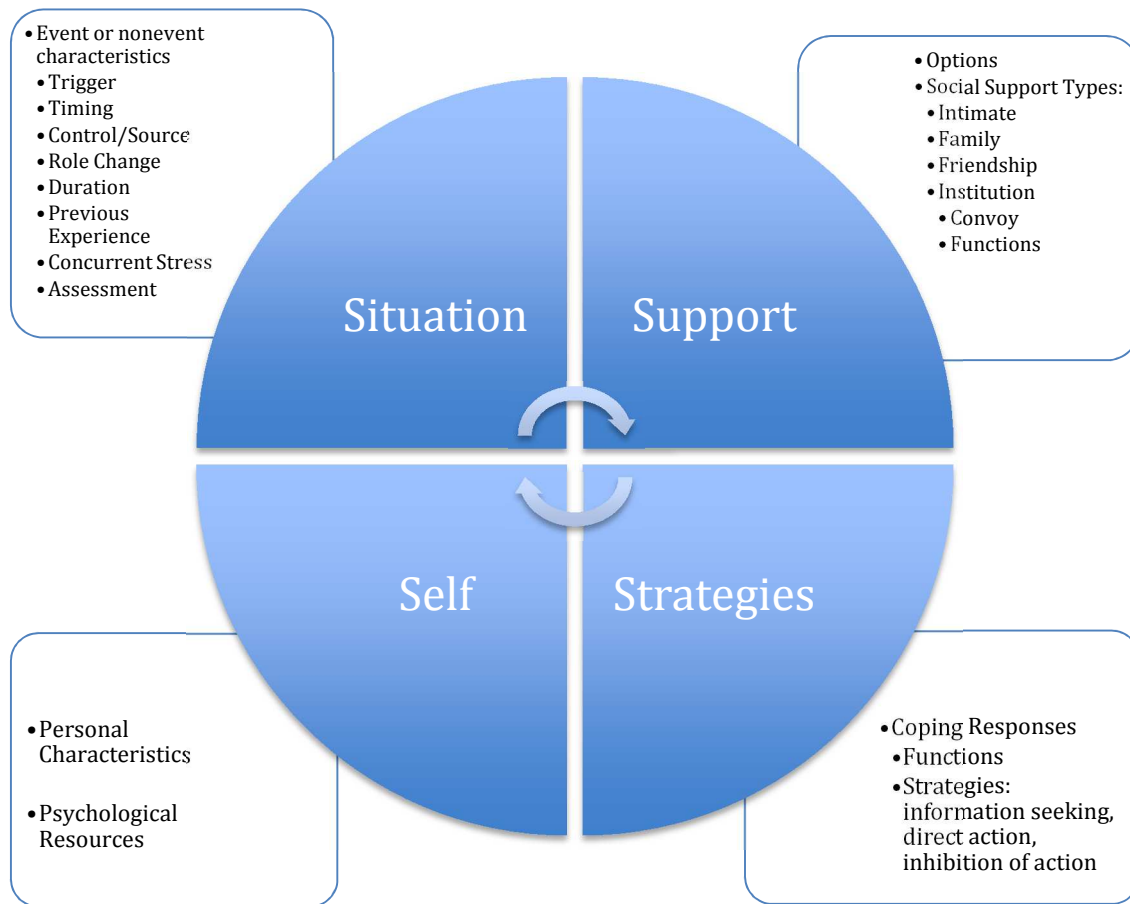 • Event or nonevent
characteristics
• Trigger
• Timing
• Control/Source
• Role Change
• Duration
• Previous
Experience
• Concurrent Stress
• Assessment
• Options
• Social Support Types:
• Intimate
• Family
• Friendship
• Institution
• Convoy
• Functions
Situation
Support
Self
Strategies
• Personal
Characteristics
• Psychological
Resources
• Coping Responses
• Functions
• Strategies:
information seeking,
direct action,
inhibition of action